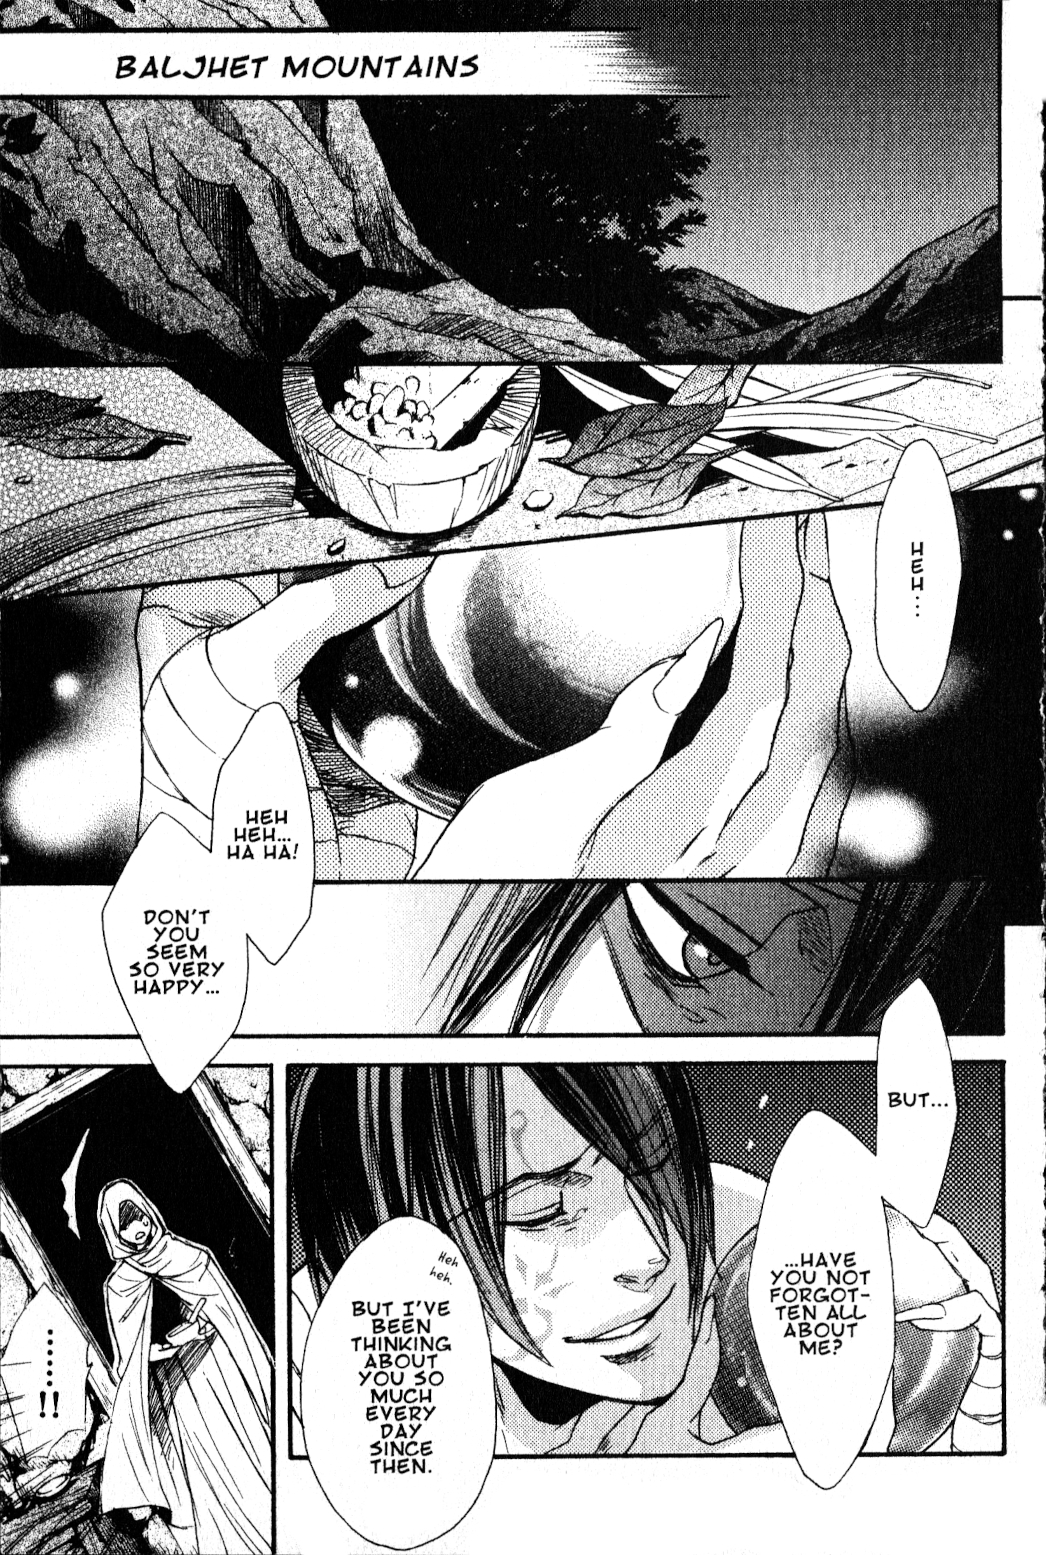 BALJHET MOUNTAINS
HEH...
HEH
HEH...
HA HA!
DON'T
YOU
SEEM
SO VERY
HAPPY...
BUT...
...HAVE
YOU NOT
FORGOT-
TEN ALL
ABOUT
ME?
Heh
heh.
BUT I'VE
BEEN
THINKING
ABOUT
YOU SO
MUCH
EVERY
DAY
SINCE
THEN.
......!!